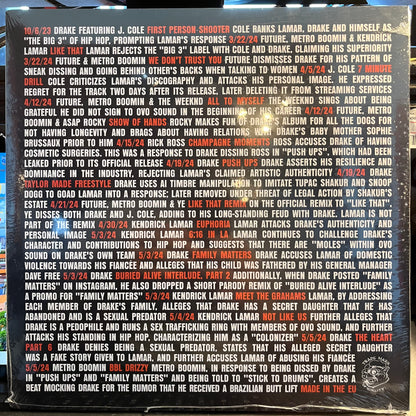 10/6/23 DRAKE FEATURING J. COLE FIRST PERSON SHOOTER COLE RANKS LAMAR, DRAKE AND HIMSELF AS
"THE BIG 3" OF HIP HOP, PROMPTING LAMAR'S RESPONSE 3/22/24 FUTURE, METRO BOOMIN & KENDRICK
LAMAR LIKE THAT LAMAR REJECTS THE "BIG 3" LABEL WITH COLE AND DRAKE, CLAIMING HIS SUPERIORITY
3/22/24 FUTURE & METRO BOOMIN WE DON'T TRUST YOU FUTURE DISMISSES DRAKE FOR HIS PATTERN OF
SNEAK DISSING AND GOING BEHIND OTHER'S BACKS WHEN TALKING TO WOMEN 4/5/24 J. COLE 7 MINUTE
DRILL COLE CRITICIZES LAMAR'S DISCOGRAPHY AND ATTACKS HIS PERSONAL IMAGE. HE EXPRESSED
REGRET FOR THE TRACK TWO DAYS AFTER ITS RELEASE, LATER DELETING IT FROM STREAMING SERVICES
4/12/24 FUTURE, METRO BOOMIN & THE WEEKND ALL TO MYSELF THE WEEKND SINGS ABOUT BEING
GRATEFUL HE DID NOT SIGN TO OVO SOUND IN THE BEGINNING OF HIS CAREER 4/12/24 FUTURE, METRO
BOOMIN & A$AP ROCKY SHOW OF HANDS ROCKY MAKES FUN OF DRAKE'S ALBUM FOR ALL THE DOGS FOR
NOT HAVING LONGEVITY AND BRAGS ABOUT HAVING RELATIONS WITH DRAKE'S BABY MOTHER SOPHIE
BRUSSAUX PRIOR TO HIM 4/15/24 RICK ROSS CHAMPAGNE MOMENTS ROSS ACCUSES DRAKE OF HAVING
COSMETIC SURGERIES. THIS WAS A RESPONSE TO DRAKE DISSING ROSS IN "PUSH UPS", WHICH HAD BEEN
LEAKED PRIOR TO ITS OFFICIAL RELEASE 4/19/24 DRAKE PUSH UPS DRAKE ASSERTS HIS RESILIENCE AND
DOMINANCE IN THE INDUSTRY, REJECTING LAMAR'S CLAIMED ARTISTIC AUTHENTICITY 4/19/24 DRAKE
TAYLOR MADE FREESTYLE DRAKE USES AI TIMBRE MANIPULATION TO IMITATE TUPAC SHAKUR AND SNOOP
DOGG TO GOAD LAMAR INTO A RESPONSE; LATER REMOVED UNDER THREAT OF LEGAL ACTION BY SHAKUR'S
ESTATE 4/21/24 FUTURE, METRO BOOMIN & YE LIKE THAT REMIX ON THE OFFICIAL REMIX TO "LIKE THAT",
YE DISSES BOTH DRAKE AND J. COLE, ADDING TO HIS LONG-STANDING FEUD WITH DRAKE. LAMAR IS NOT
PART OF THE REMIX 4/30/24 KENDRICK LAMAR EUPHORIA LAMAR ATTACKS DRAKE'S AUTHENTICITY AND
PERSONAL IMAGE 5/3/24 KENDRICK LAMAR 6:16 IN LA LAMAR CONTINUES TO CHALLENGE DRAKE'S
CHARACTER AND CONTRIBUTIONS TO HIP HOP AND SUGGESTS THAT THERE ARE "MOLES" WITHIN OVO
SOUND ON DRAKE'S OWN TEAM 5/3/24 DRAKE FAMILY MATTERS DRAKE ACCUSES LAMAR OF DOMESTIC
VIOLENCE TOWARDS HIS FIANCÉE AND ALLEGES THAT HIS CHILD WAS FATHERED BY HIS GENERAL MANAGER
DAVE FREE 5/3/24 DRAKE BURIED ALIVE INTERLUDE, PART 2 ADDITIONALLY, WHEN DRAKE POSTED "FAMILY
MATTERS" ON INSTAGRAM, HE ALSO DROPPED A SHORT PARODY REMIX OF "BURIED ALIVE INTERLUDE" AS
A PROMO FOR "FAMILY MATTERS" 5/3/24 KENDRICK LAMAR MEET THE GRAHAMS LAMAR, BY ADDRESSING
EACH MEMBER OF DRAKE'S FAMILY, ALLEGES THAT DRAKE HAS A SECRET DAUGHTER THAT HE HAS
ABANDONED AND IS A SEXUAL PREDATOR 5/4/24 KENDRICK LAMAR NOT LIKE US FURTHER ALLEGES THAT
DRAKE IS A PEDOPHILE AND RUNS A SEX TRAFFICKING RING WITH MEMBERS OF OVO SOUND, AND FURTHER
ATTACKS HIS STANDING IN HIP HOP, CHARACTERIZING HIM AS A "COLONIZER" 5/5/24 DRAKE THE HEART
PART 6 DRAKE DENIES BEING A SEXUAL PREDATOR, STATES THAT THE ALLEGED SECRET DAUGHTER
WAS A FAKE STORY GIVEN TO LAMAR, AND FURTHER ACCUSES LAMAR OF ABUSING HIS FIANCÉE
5/5/24 METRO BOOMIN BBL DRIZZY METRO BOOMIN, IN RESPONSE TO BEING DISSED BY DRAKE
IN "PUSH UPS" AND "FAMILY MATTERS" AND BEING TOLD TO "STICK TO DRUMS", CREATES A
BEAT MOCKING DRAKE FOR THE HUMOR THAT HE RECEIVED A BRAZILIAN BUTT LIFT MADE IN THE EU